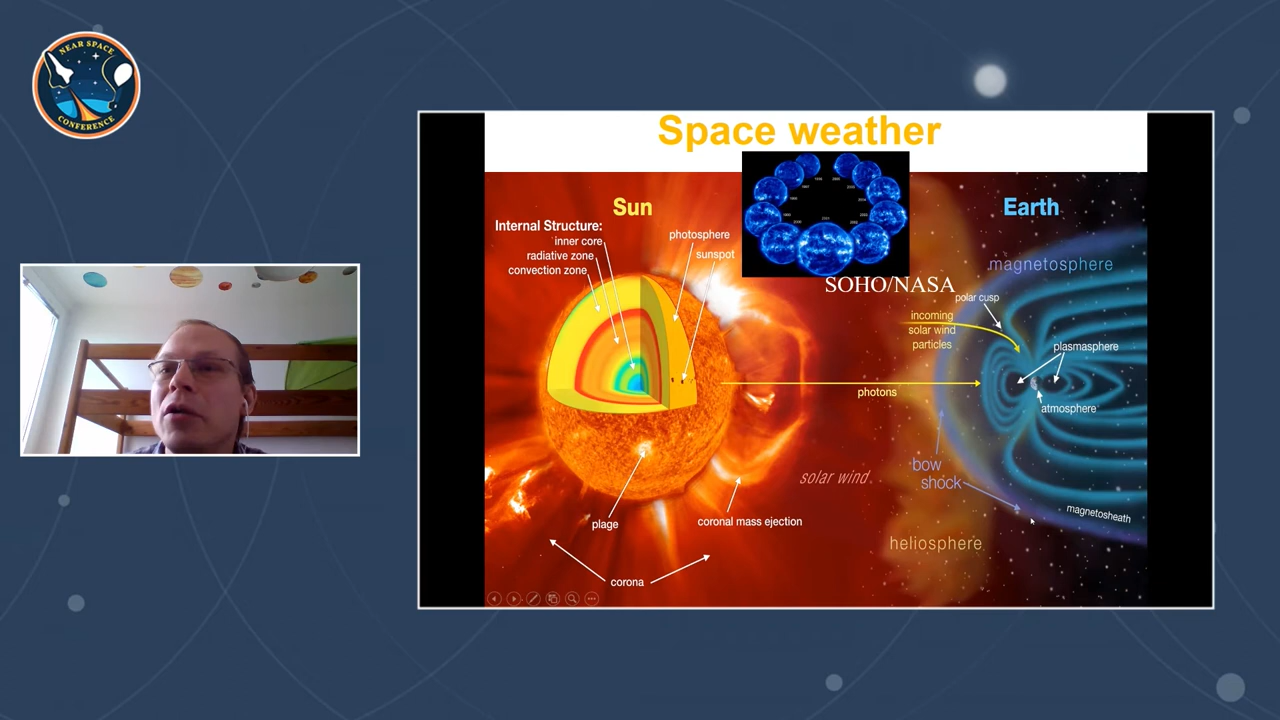 NEAR SPACE
CONFERENCE
Space weather
Sun
Earth
Internal Structure:
inner core
radiative zone
convection zone
photosphere
sunspot
SOHO/NASA
magnetosphere
polar cusp
incoming
solar wind
particles
plasmasphere
photons
atmosphere
bow
shock
solar wind
magnetosheath
plage
coronal mass ejection
heliosphere
corona